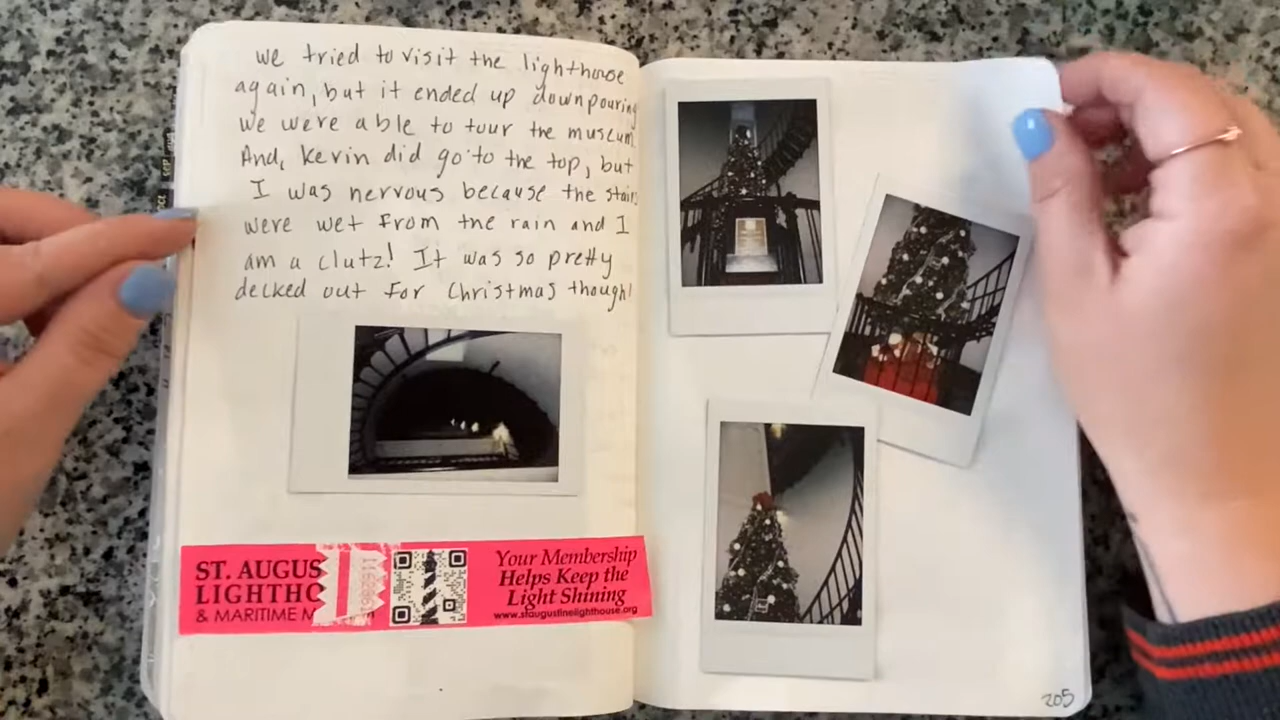 we tried to visit the lighthouse
again, but it ended up downpouring
we were able to tour the museum
And, Kevin did go to the top, but
I was nervous because the stairs
were wet from the rain and I
am a clutz! It was so pretty
decked out for Christmas though!
ST. AUGUS
LIGHTHO
& MARITIME M
Your Membership
Helps Keep the
Light Shining
www.staugustinelighthouse.org
205